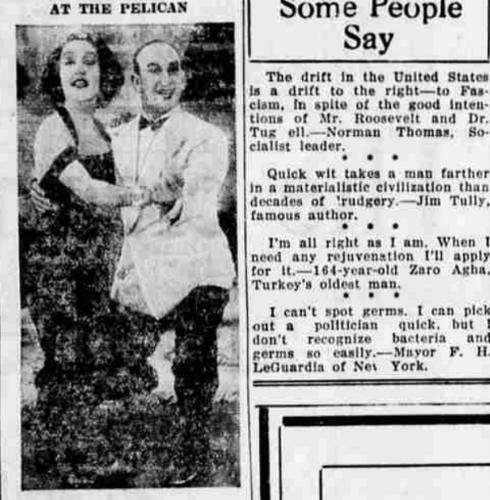 AT THE PELICAN
Some People
Say
The drift in the United States
is a drift to the right—to Fas-
cism, in spite of the good inten-
tions of Mr. Roosevelt and Dr.
Tug ell.—Norman Thomas, So-
cialist leader.
* * *
Quick wit takes a man farther
in a materialistic civilization than
decades of 'rudgery.—Jim Tully,
famous author.
* * *
I'm all right as I am. When I
need any rejuvenation I'll apply
for it.—164-year-old Zaro Agha,
Turkey's oldest man.
* * *
I can't spot germs. I can pick
out a politician quick, but I
don't recognize bacteria and
germs so easily.—Mayor F. H.
LeGuardia of New York.